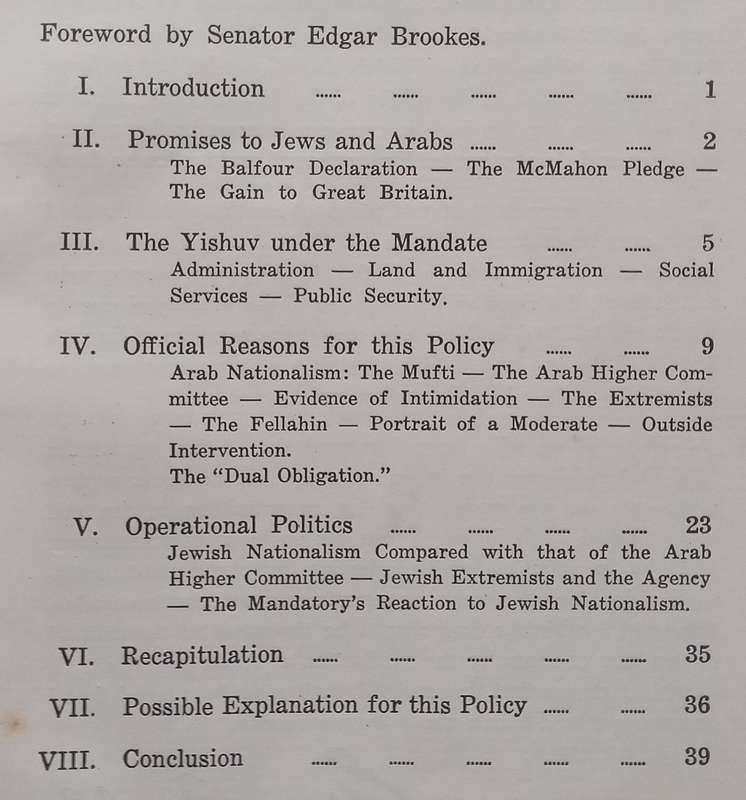 Foreword by Senator Edgar Brookes.
I. Introduction ...... ...... ...... ...... ...... 1
II. Promises to Jews and Arabs ...... ...... ...... 2
The Balfour Declaration — The McMahon Pledge —
The Gain to Great Britain.
III. The Yishuv under the Mandate ...... ...... 5
Administration — Land and Immigration — Social
Services — Public Security.
IV. Official Reasons for this Policy ...... ...... 9
Arab Nationalism: The Mufti — The Arab Higher Com-
mittee — Evidence of Intimidation — The Extremists
— The Fellahin — Portrait of a Moderate — Outside
Intervention.
The “Dual Obligation.”
V. Operational Politics ...... ...... ...... ...... 23
Jewish Nationalism Compared with that of the Arab
Higher Committee — Jewish Extremists and the Agency
— The Mandatory’s Reaction to Jewish Nationalism.
VI. Recapitulation ...... ...... ...... ...... ...... 35
VII. Possible Explanation for this Policy ...... ...... 36
VIII. Conclusion ...... ...... ...... ...... ...... 39